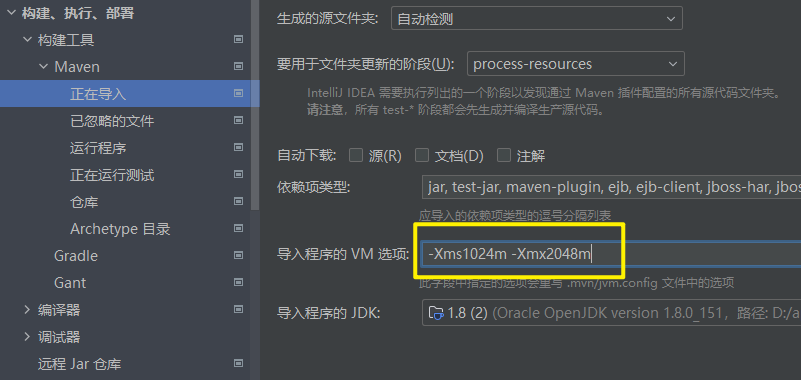 构建、执行、部署
构建工具
Maven
正在导入
已忽略的文件
运行程序
正在运行测试
仓库
Archetype 目录
Gradle
Gant
编译器
调试器
远程 Jar 仓库
生成的源文件夹: 自动检测
要用于文件夹更新的阶段(U): process-resources
IntelliJ IDEA 需要执行列出的一个阶段以发现通过 Maven 插件配置的所有源代码文件夹。
请注意，所有 test-* 阶段都会先生成并编译生产源代码。
自动下载: 源(R) 文档(D) 注解
依赖项类型: jar, test-jar, maven-plugin, ejb, ejb-client, jboss-har, jbos
应导入的依赖项类型的逗号分隔列表
导入程序的 VM 选项: -Xms1024m -Xmx2048m
此字段中指定的选项会重写 .mvn/jvm.config 文件中的选项
导入程序的 JDK: 1.8 (2) (Oracle OpenJDK version 1.8.0_151，路径: D:/a